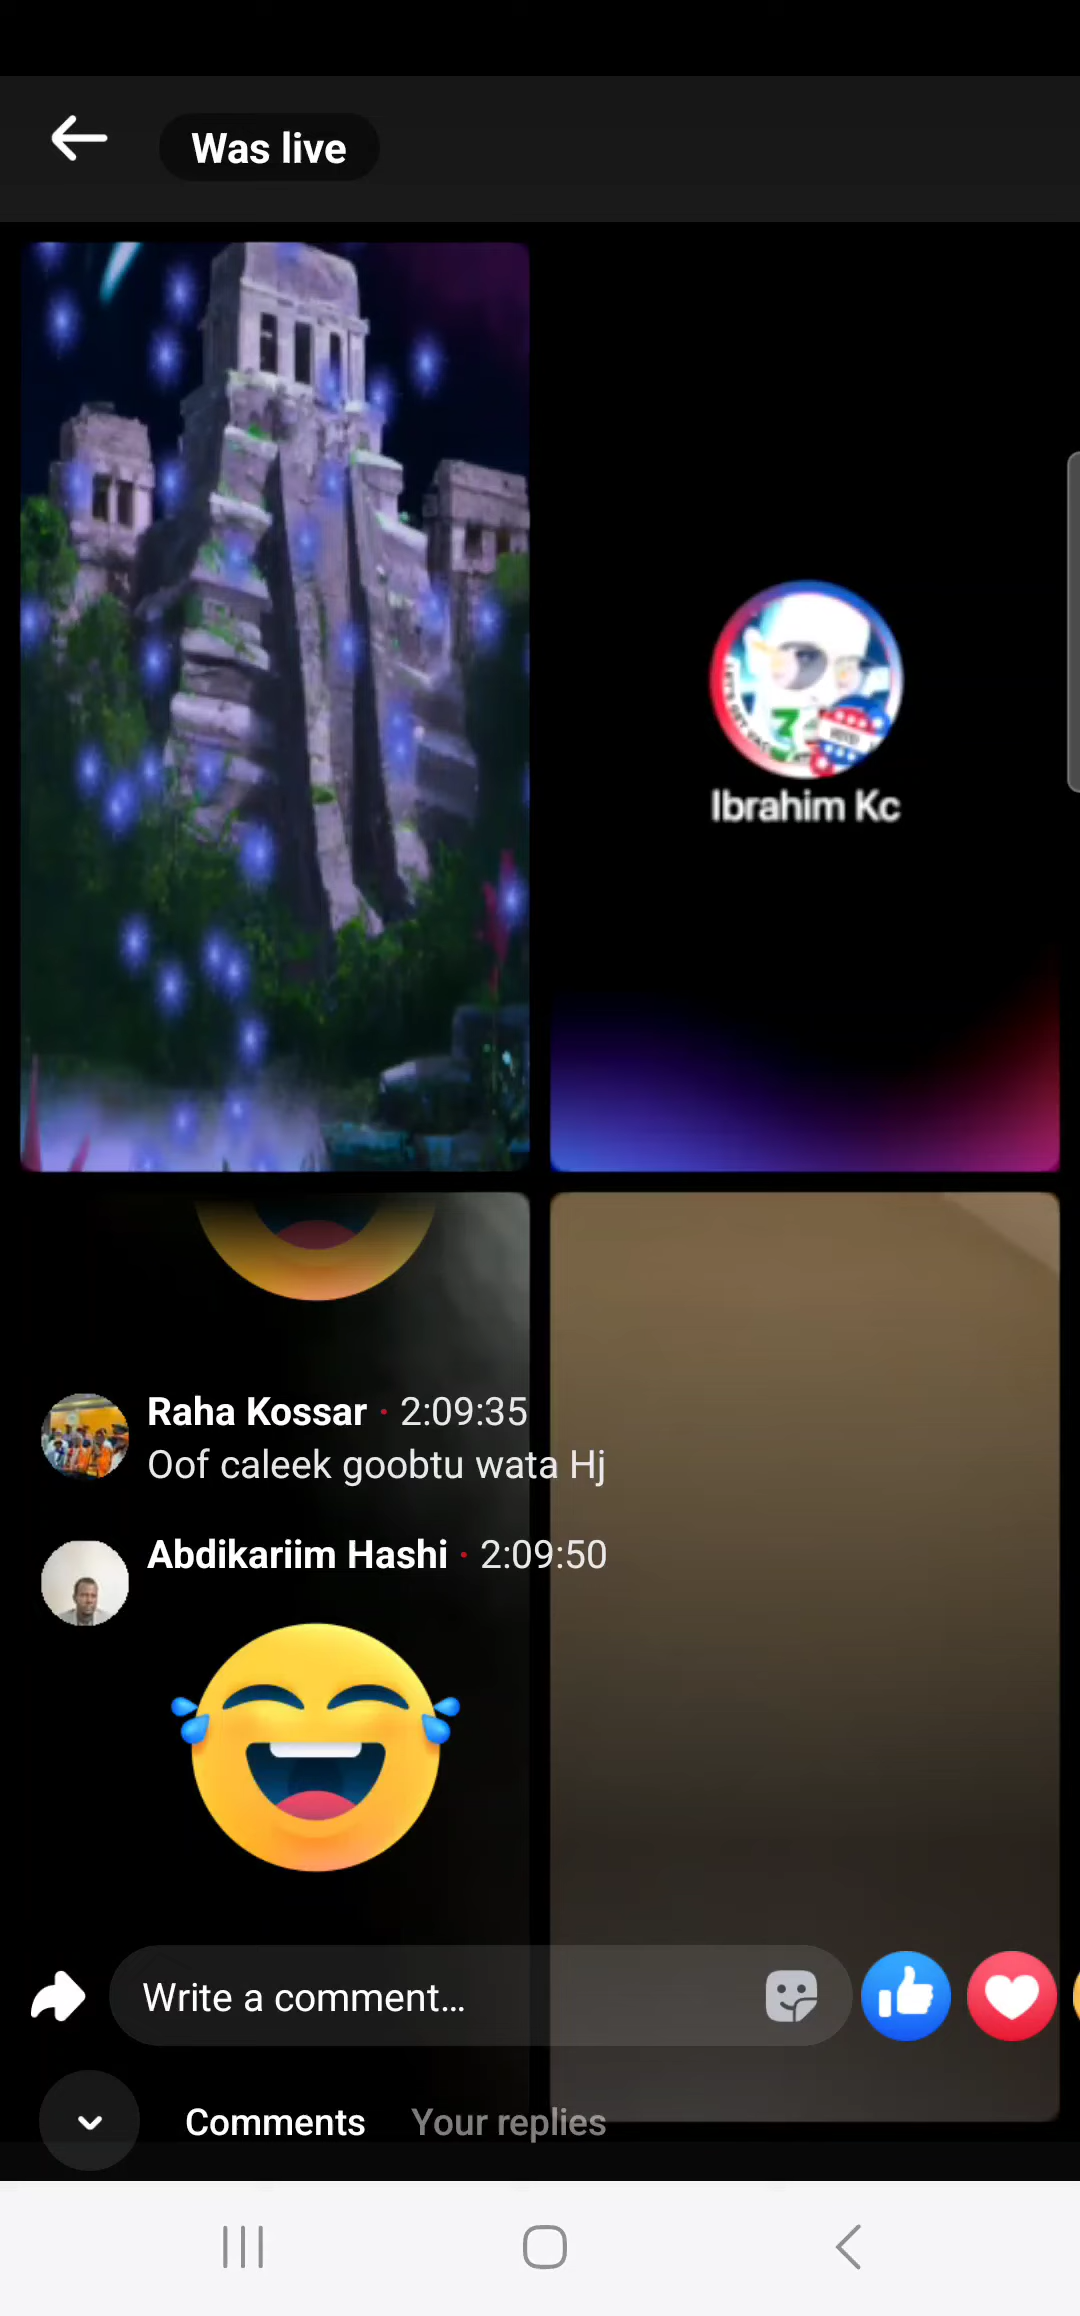 Was live
Ibrahim Kc
Raha Kossar · 2:09:35
Oof caleek goobtu wata Hj
Abdikariim Hashi · 2:09:50
Write a comment...
Comments Your replies